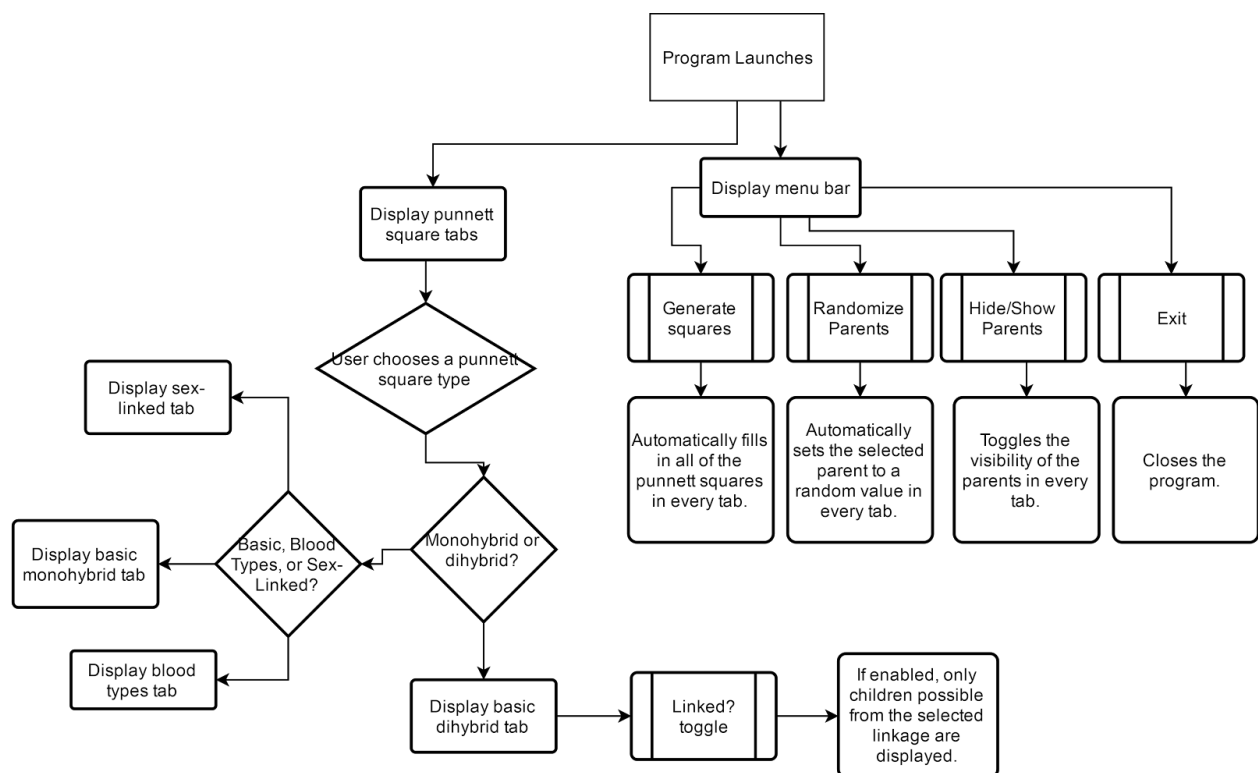 Program Launches
Display menu bar
Display punnett
square tabs
Generate
squares
Randomize
Parents
Hide/Show
Parents
Exit
User chooses a punnett
square type
Display sex-
linked tab
Automatically fills
in all of the
punnett squares
in every tab.
Automatically
sets the selected
parent to a
random value in
every tab.
Toggles the
visibility of the
parents in every
tab.
Closes the
program.
Monohybrid or
dihybrid?
Basic, Blood
Types, or Sex-
Linked?
Display basic
monohybrid tab
Display blood
types tab
Display basic
dihybrid tab
Linked?
toggle
If enabled, only
children possible
from the selected
linkage are
displayed.